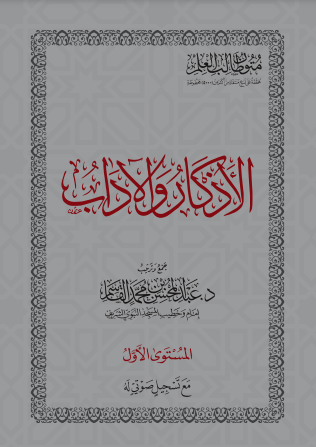 متون طالب العلم
الأذكار والآداب
جمع وترتيب
د. عبد المحسن بن محمد القاسم
إمام وخطيب المسجد النبوي الشريف
المستوى الأول
مع تسجيل صوتي له